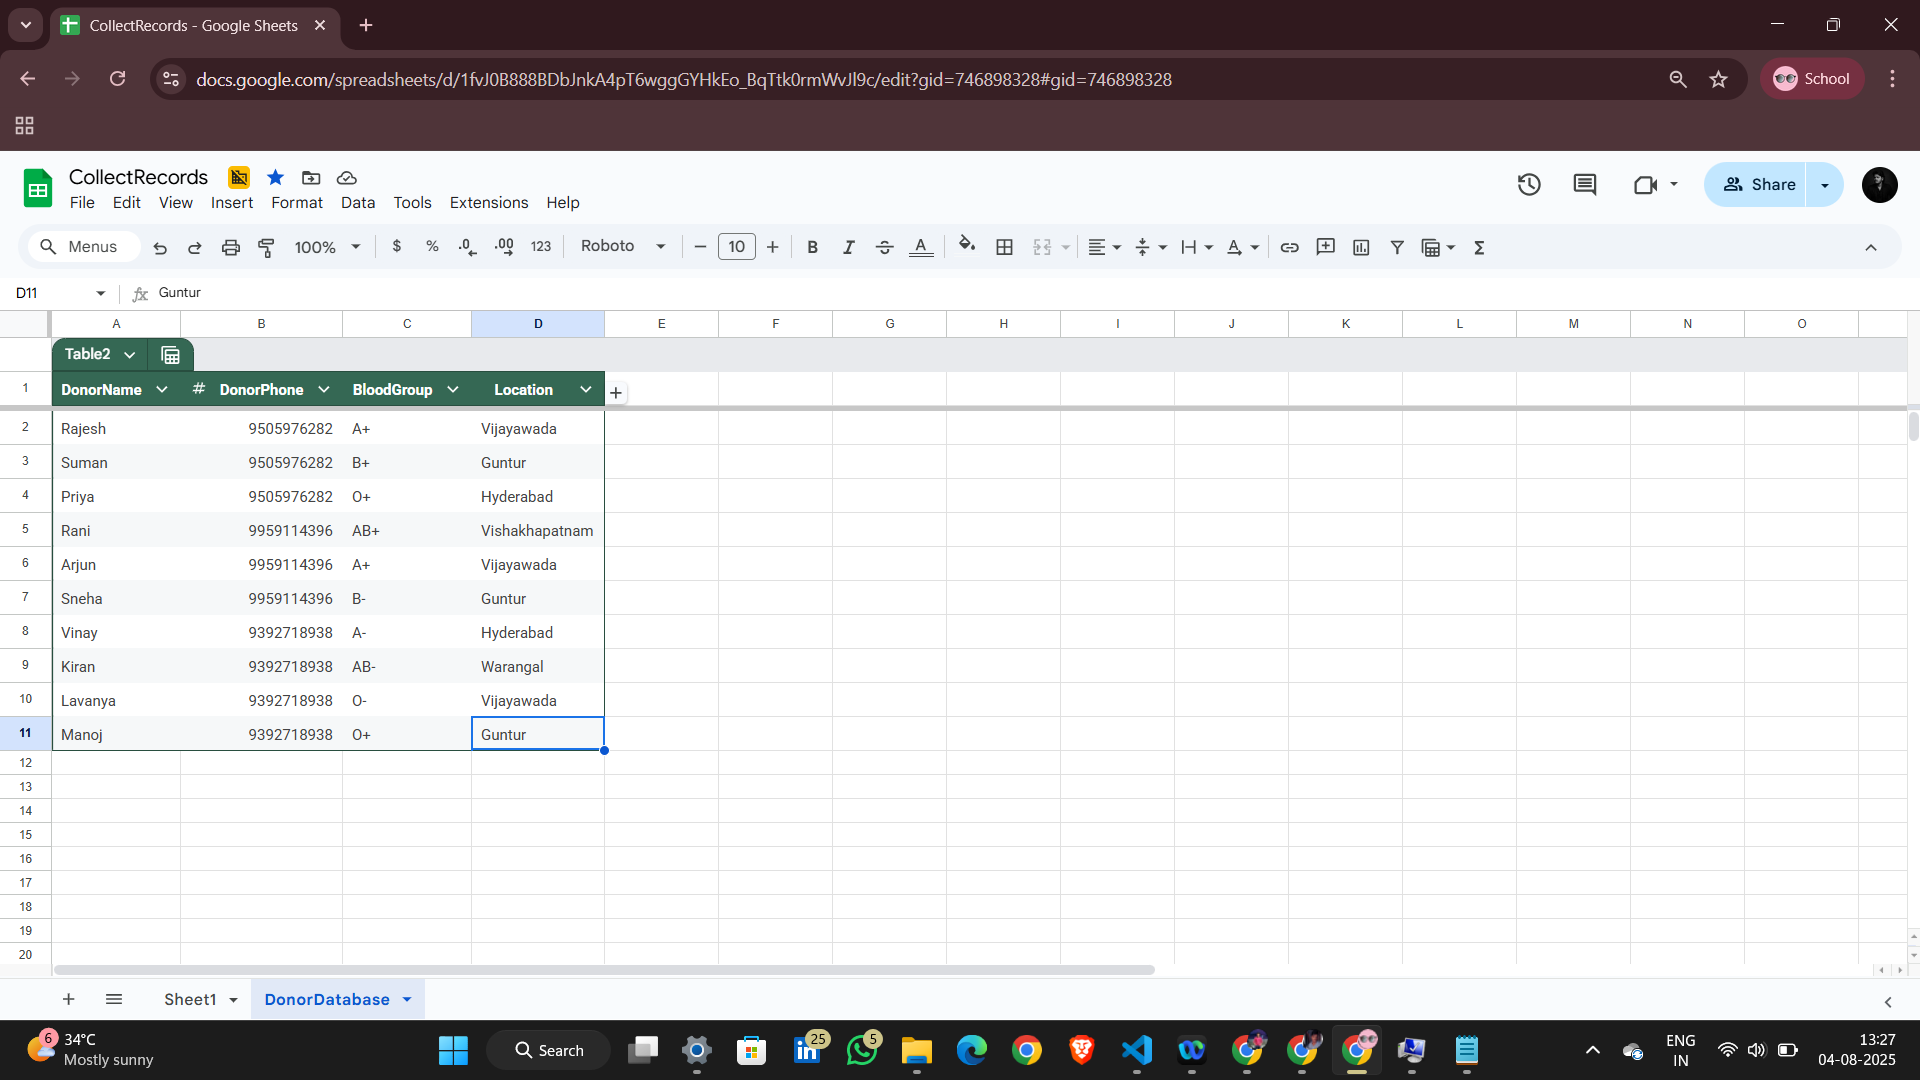 CollectRecords - Google Sheets
docs.google.com/spreadsheets/d/1fvJ0B888BDbJnkA4pT6wggGYHkEo_BqTtk0rmWvJl9c/edit?gid=746898328#gid=746898328
School
CollectRecords
File Edit View Insert Format Data Tools Extensions Help
Share
Menus 100% $ % .0 .00 123 Roboto 10 B I A Σ
D11 fx Guntur
A B C D E F G H I J K L M N O
Table2
1 DonorName # DonorPhone BloodGroup Location
2 Rajesh 9505976282 A+ Vijayawada
3 Suman 9505976282 B+ Guntur
4 Priya 9505976282 O+ Hyderabad
5 Rani 9959114396 AB+ Vishakhapatnam
6 Arjun 9959114396 A+ Vijayawada
7 Sneha 9959114396 B- Guntur
8 Vinay 9392718938 A- Hyderabad
9 Kiran 9392718938 AB- Warangal
10 Lavanya 9392718938 O- Vijayawada
11 Manoj 9392718938 O+ Guntur
12
13
14
15
16
17
18
19
20
Sheet1 DonorDatabase
6 34°C
Mostly sunny
Search
25
5
ENG
IN
13:27
04-08-2025